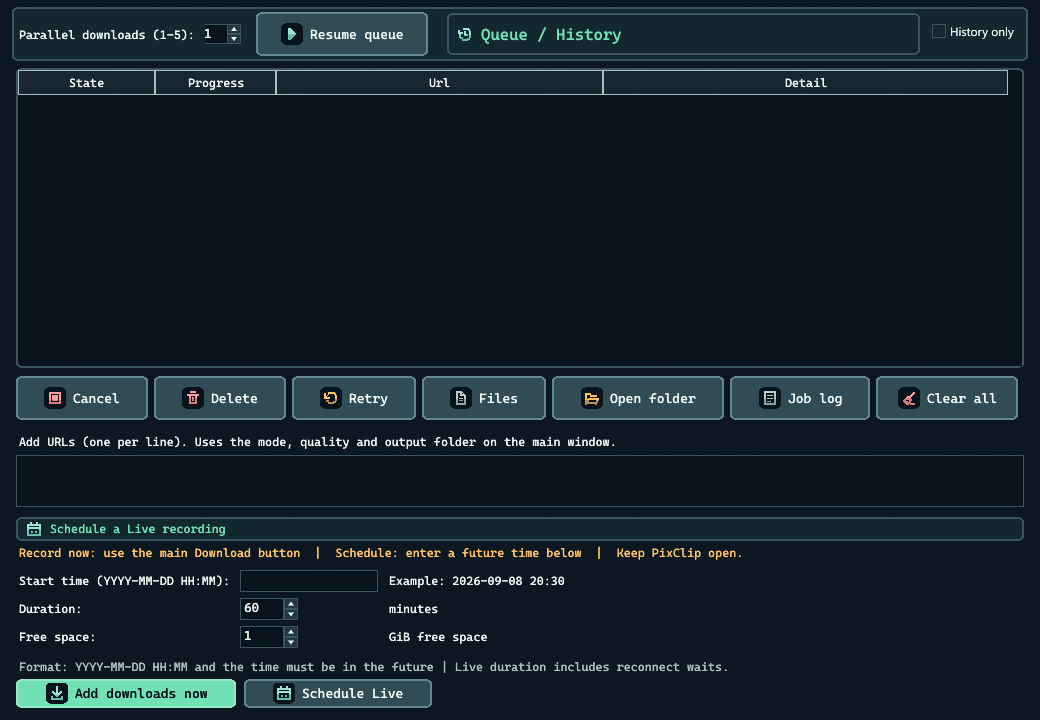 Parallel downloads (1-5): 1 Resume queue Queue / History History only
State Progress Url Detail
Cancel Delete Retry Files Open folder Job log Clear all
Add URLs (one per line). Uses the mode, quality and output folder on the main window.
Schedule a Live recording
Record now: use the main Download button | Schedule: enter a future time below | Keep PixClip open.
Start time (YYYY-MM-DD HH:MM): Example: 2026-09-08 20:30
Duration: 60 minutes
Free space: 1 GiB free space
Format: YYYY-MM-DD HH:MM and the time must be in the future | Live duration includes reconnect waits.
Add downloads now Schedule Live